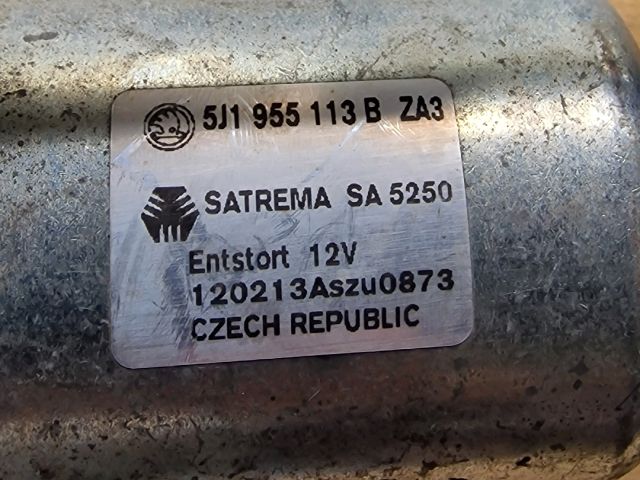 5J1 955 113 B ZA3
SATREMA SA 5250
Entstort 12V
120213Aszu0873
CZECH REPUBLIC